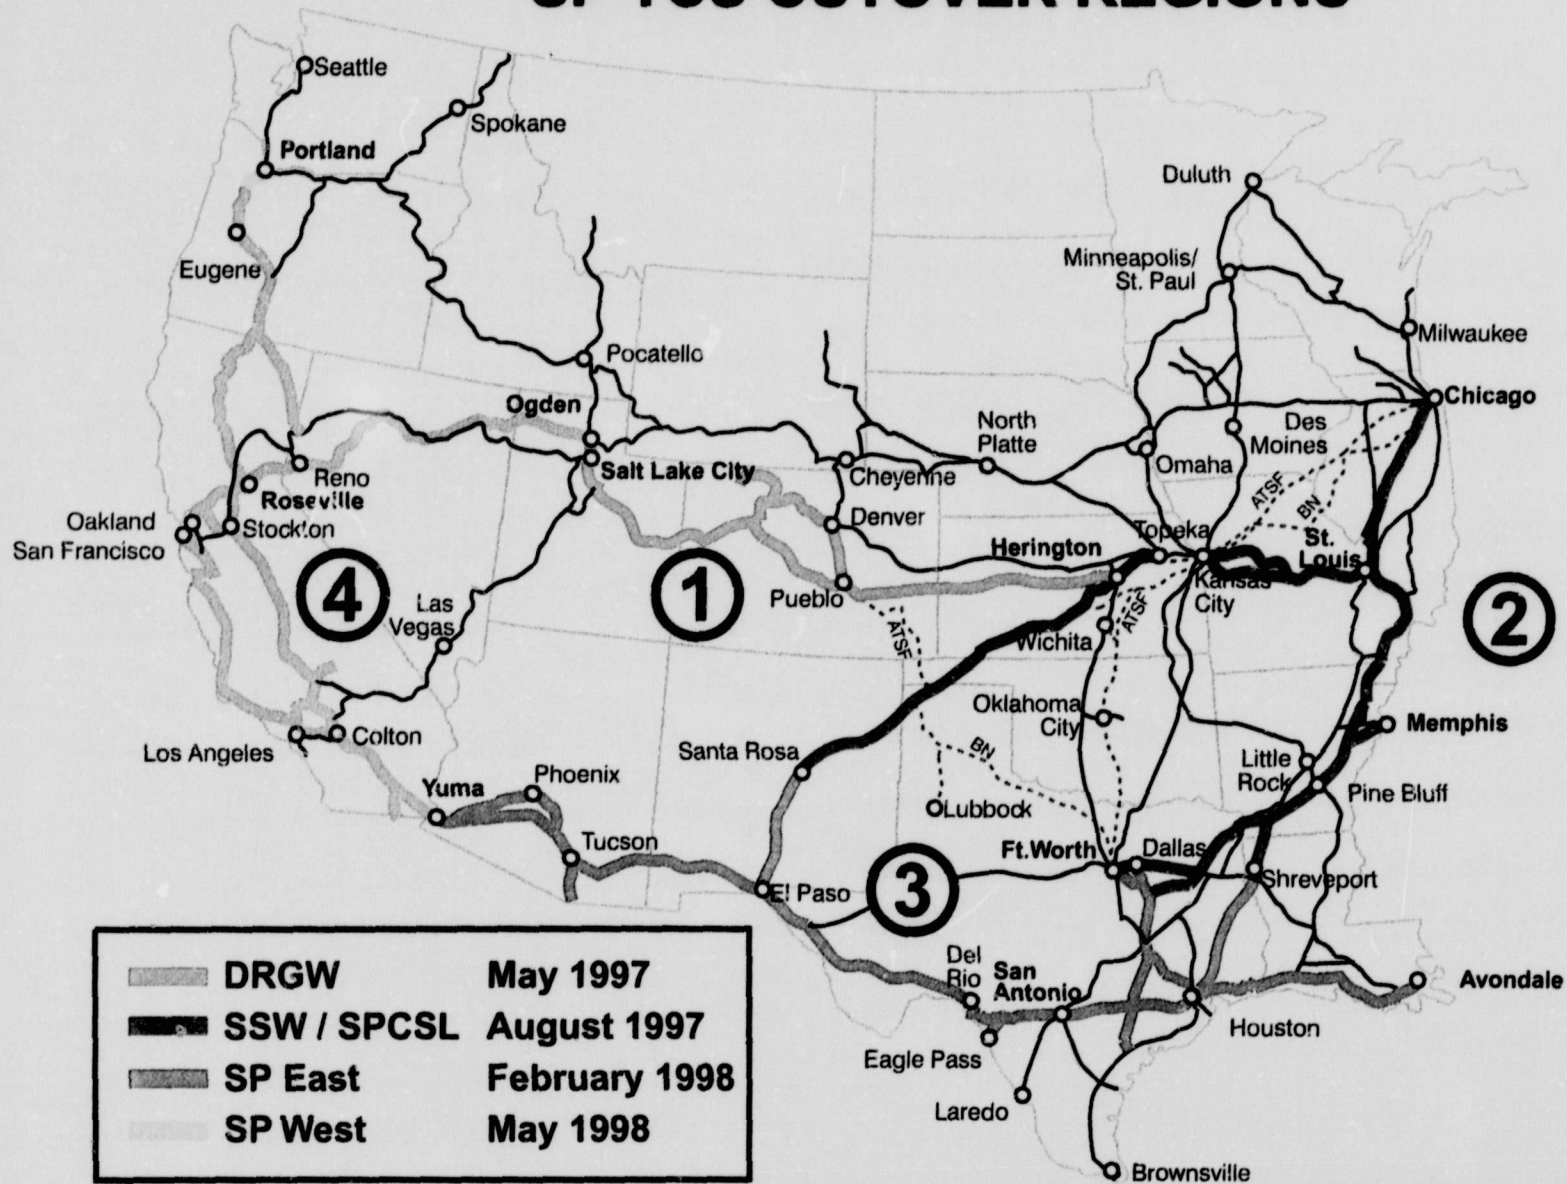 Seattle
Spokane
Portland
Duluth
Eugene
Minneapolis/
St. Paul
Milwaukee
Pocatello
Ogden
Chicago
North
Platte
Des
Moines
Omaha
Reno
Salt Lake City
Cheyenne
Roseville
ATSF
BN
Oakland
San Francisco
Stockton
Denver
Topeka
Herington
St.
Louis
Kansas
City
4
1
2
Las
Vegas
Pueblo
ATSF
ATSF
Wichita
Oklahoma
City
Memphis
Los Angeles
Colton
Santa Rosa
BN
Little
Rock
Pine Bluff
Yuma
Phoenix
Lubbock
Tucson
Ft.Worth
Dallas
El Paso
3
Shreveport
Del
Rio
San
Antonio
Avondale
Houston
Eagle Pass
Laredo
Brownsville
DRGW May 1997
SSW / SPCSL August 1997
SP East February 1998
SP West May 1998